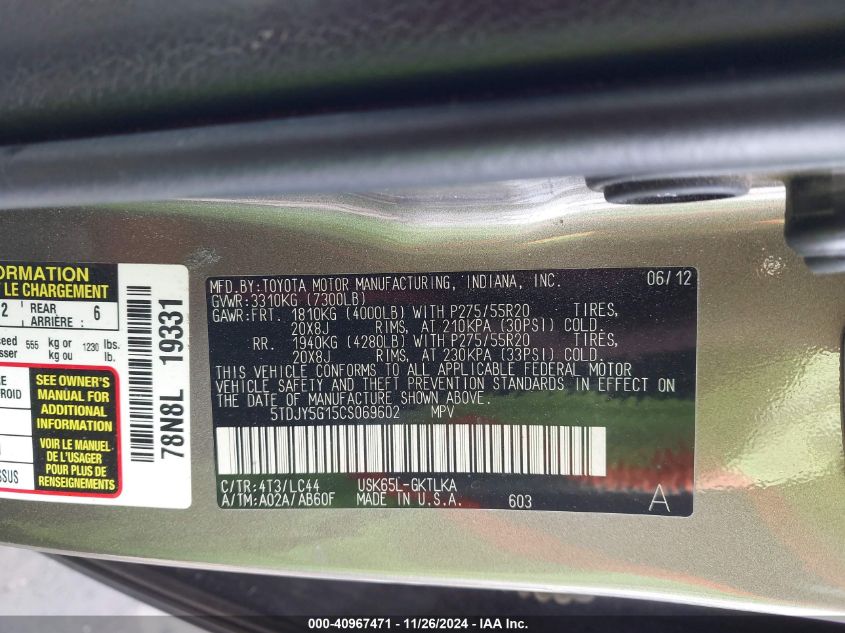 MFD.BY:TOYOTA MOTOR MANUFACTURING, INDIANA, INC. 06/12
GVWR:3310KG (7300LB)
GAWR:FRT. 1810KG (4000LB) WITH P275/55R20 TIRES,
20X8J RIMS, AT 210KPA (30PSI) COLD.
RR. 1940KG (4280LB) WITH P275/55R20 TIRES,
20X8J RIMS, AT 230KPA (33PSI) COLD.
THIS VEHICLE CONFORMS TO ALL APPLICABLE FEDERAL MOTOR
VEHICLE SAFETY AND THEFT PREVENTION STANDARDS IN EFFECT ON
THE DATE OF MANUFACTURE SHOWN ABOVE.
5TDJY5G15CS069602 MPV
C/TR:4T3/LC44 USK65L-GKTLKA
A/TM:A02A/AB60F MADE IN U.S.A. 603 A
ORMATION
LE CHARGEMENT
2 REAR ARRIÈRE : 6
555 kg or kg ou 1230 lbs. lb.
SEE OWNER'S
MANUAL FOR
ADDITIONAL
INFORMATION
VOIR LE MANUEL
DE L'USAGER
POUR PLUS DE
RENSEIGNEMENTS
78N8L 19331
000-40967471 - 11/26/2024 - IAA Inc.